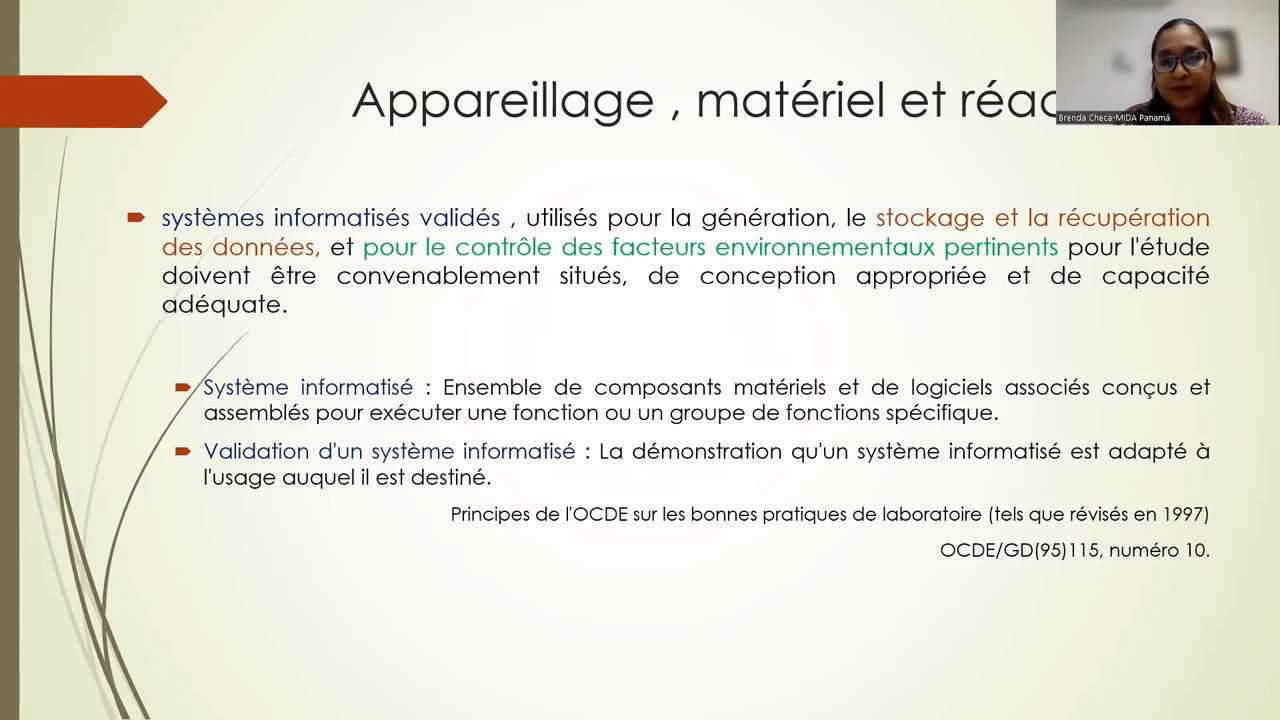 Appareillage , matériel et
Brenda Checa-MIDA Panamá
systèmes informatisés validés , utilisés pour la génération, le stockage et la récupération
des données, et pour le contrôle des facteurs environnementaux pertinents pour l'étude
doivent être convenablement situés, de conception appropriée et de capacité
adéquate.
Système informatisé : Ensemble de composants matériels et de logiciels associés conçus et
assemblés pour exécuter une fonction ou un groupe de fonctions spécifique.
Validation d'un système informatisé : La démonstration qu'un système informatisé est adapté à
l'usage auquel il est destiné.
Principes de l'OCDE sur les bonnes pratiques de laboratoire (tels que révisés en 1997)
OCDE/GD(95)115, numéro 10.